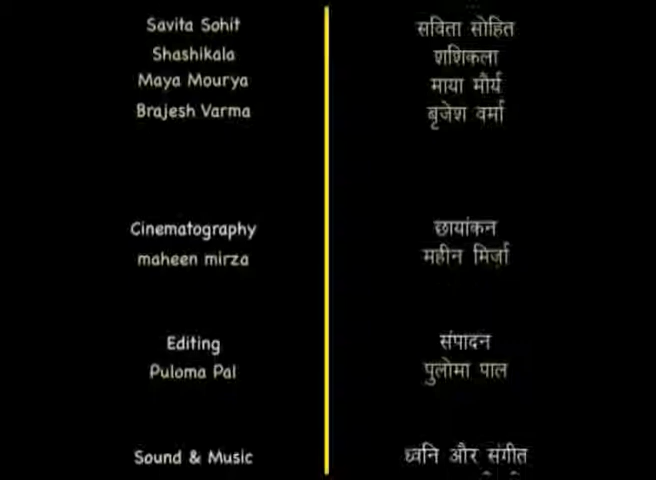 Savita Sohit
Shashikala
Maya Mourya
Brajesh Varma
Cinematography
maheen mirza
Editing
Puloma Pal
Sound & Music
सविता सोहित
शशिकला
माया मौर्य
बृजेश वर्मा
छायांकन
महीन मिर्ज़ा
संपादन
पुलोमा पाल
ध्वनि और संगीत